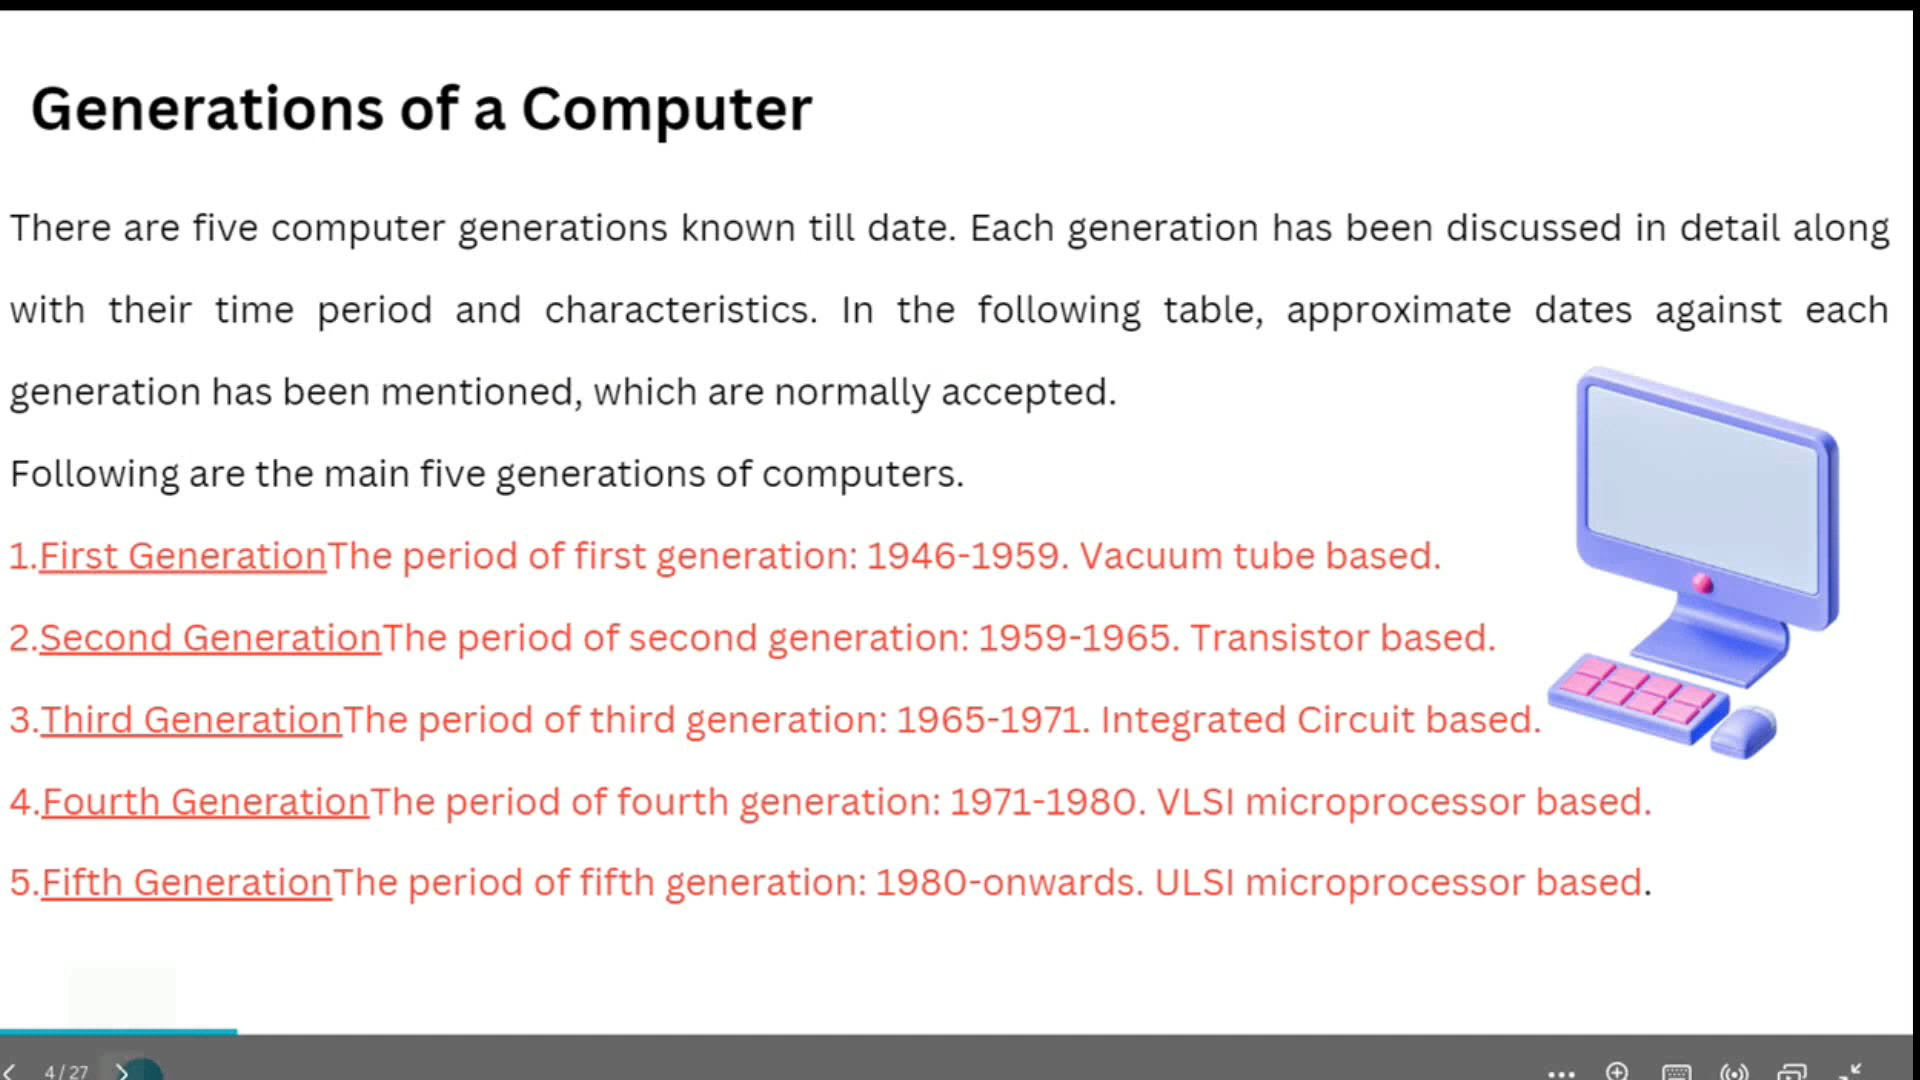 Generations of a Computer
There are five computer generations known till date. Each generation has been discussed in detail along
with their time period and characteristics. In the following table, approximate dates against each
generation has been mentioned, which are normally accepted.
Following are the main five generations of computers.
1.First GenerationThe period of first generation: 1946-1959. Vacuum tube based.
2.Second GenerationThe period of second generation: 1959-1965. Transistor based.
3.Third GenerationThe period of third generation: 1965-1971. Integrated Circuit based.
4.Fourth GenerationThe period of fourth generation: 1971-1980. VLSI microprocessor based.
5.Fifth GenerationThe period of fifth generation: 1980-onwards. ULSI microprocessor based.
4 / 27